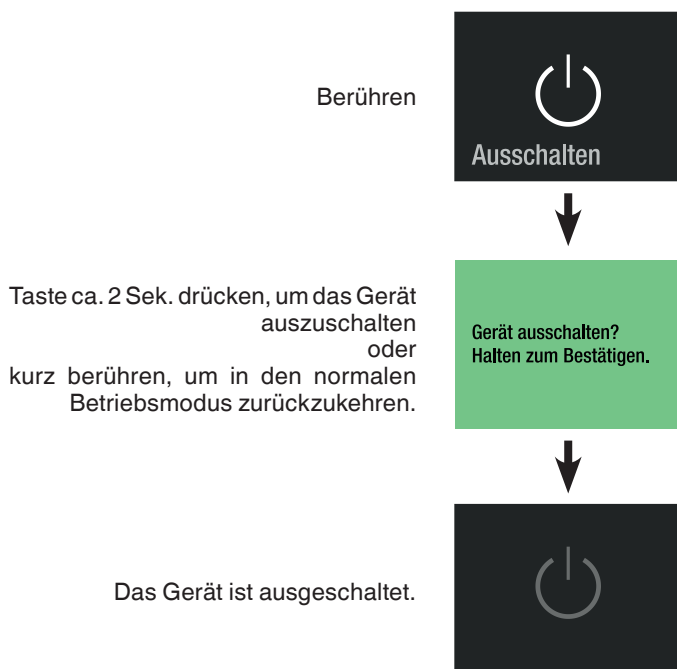 Berühren
Ausschalten
Taste ca. 2 Sek. drücken, um das Gerät
auszuschalten
oder
kurz berühren, um in den normalen
Betriebsmodus zurückzukehren.
Gerät ausschalten?
Halten zum Bestätigen.
Das Gerät ist ausgeschaltet.